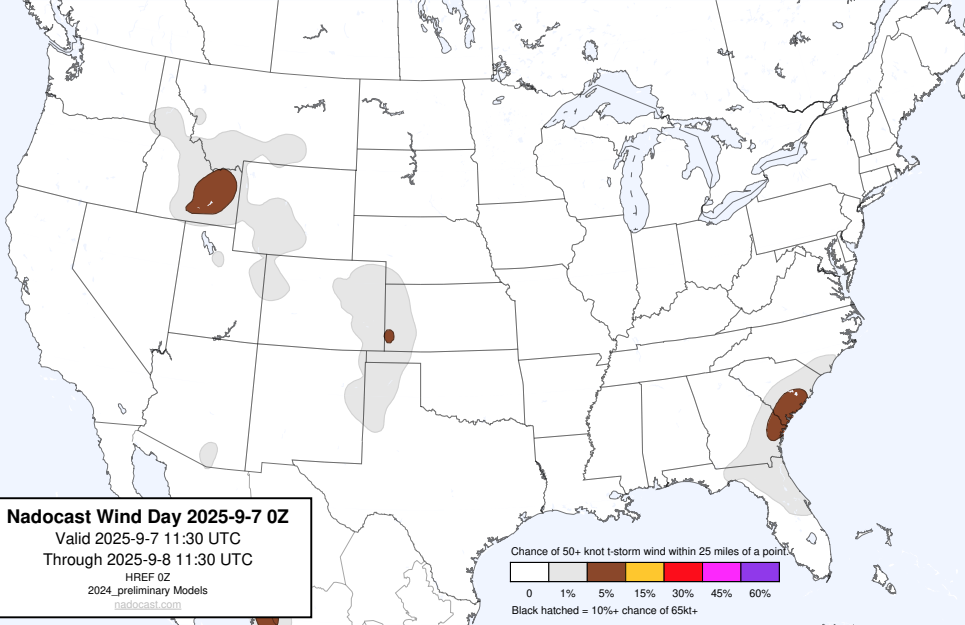 Nadocast Wind Day 2025-9-7 0Z
Valid 2025-9-7 11:30 UTC
Through 2025-9-8 11:30 UTC
HREF 0Z
2024_preliminary Models
nadocast.com
Chance of 50+ knot t-storm wind within 25 miles of a point.
0 1% 5% 15% 30% 45% 60%
Black hatched = 10%+ chance of 65kt+